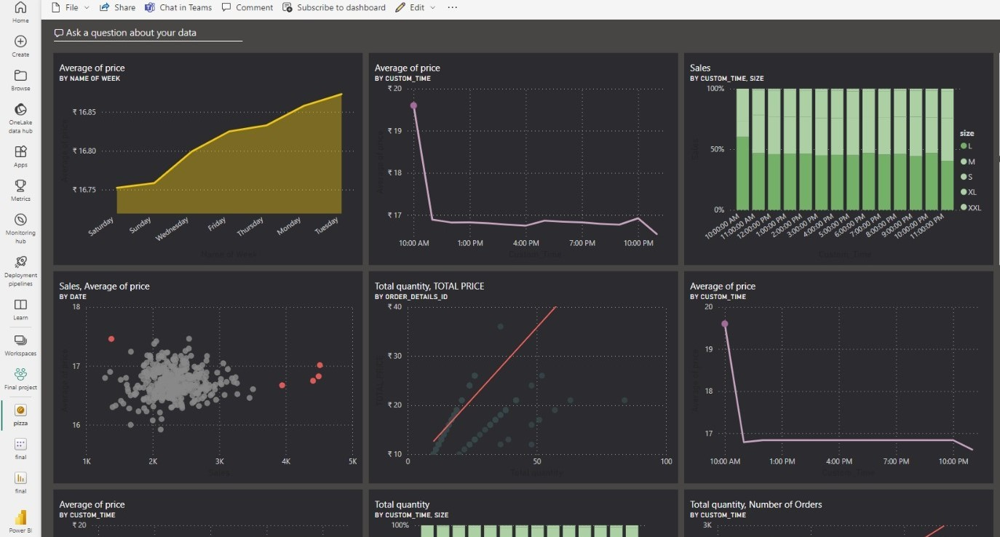 File
Share
Chat in Teams
Comment
Subscribe to dashboard
Edit
...
Home
Create
Browse
OneLake
data hub
Apps
Metrics
Monitoring
hub
Deployment
pipelines
Learn
Workspaces
Final project
pizza
final
final
Power BI
Ask a question about your data
Average of price
BY NAME OF WEEK
₹ 16.85
₹ 16.80
₹ 16.75
Average of price
Saturday
Sunday
Wednesday
Friday
Thursday
Monday
Tuesday
Name of Week
Average of price
BY CUSTOM_TIME
₹ 20
₹ 19
₹ 18
₹ 17
Average of price
10:00 AM
1:00 PM
4:00 PM
7:00 PM
10:00 PM
Custom_Time
Sales
BY CUSTOM_TIME, SIZE
100%
50%
0%
Sales
10:00:00 AM
11:00:00 AM
12:00:00 PM
1:00:00 PM
2:00:00 PM
3:00:00 PM
4:00:00 PM
5:00:00 PM
6:00:00 PM
7:00:00 PM
8:00:00 PM
9:00:00 PM
10:00:00 PM
11:00:00 PM
Custom_Time
size
L
M
S
XL
XXL
Sales, Average of price
BY DATE
18
17
16
Average of price
1K
2K
3K
4K
5K
Sales
Total quantity, TOTAL PRICE
BY ORDER_DETAILS_ID
₹ 40
₹ 30
₹ 20
₹ 10
TOTAL PRICE
0
50
100
Total quantity
Average of price
BY CUSTOM_TIME
20
19
18
17
Average of price
10:00 AM
1:00 PM
4:00 PM
7:00 PM
10:00 PM
Custom_Time
Average of price
BY CUSTOM_TIME
₹ 20
Total quantity
BY CUSTOM_TIME, SIZE
100%
Total quantity, Number of Orders
BY CUSTOM_TIME
3K